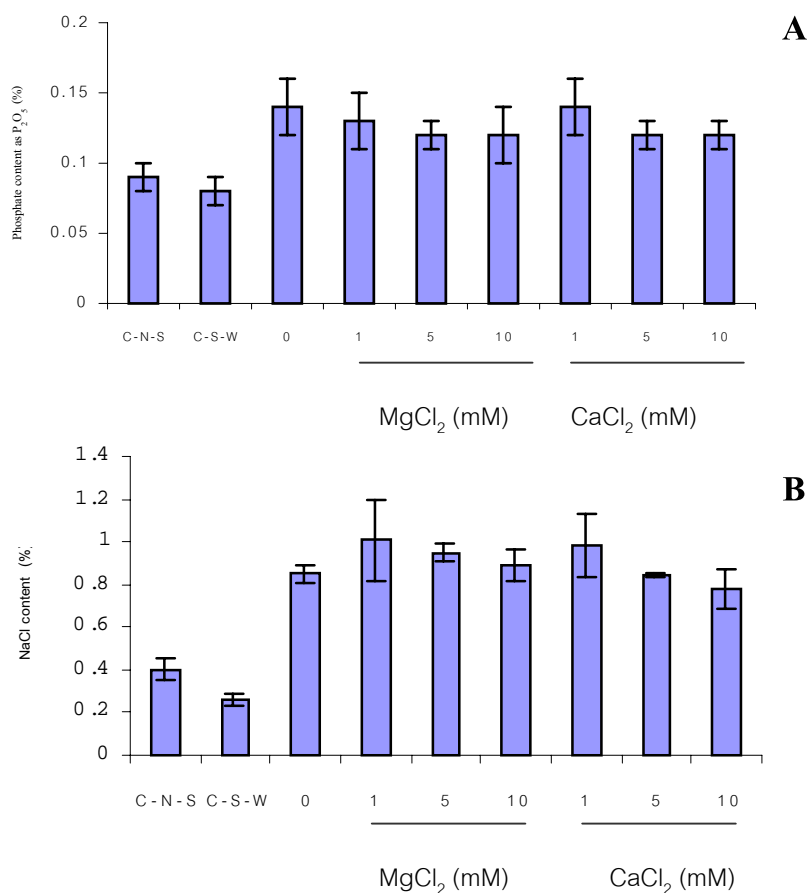 A
0.2
0.15
0.1
0.05
0
Phosphate content as P₂O₅ (%)
C-N-S C-S-W 0 1 5 10 1 5 10
MgCl₂ (mM) CaCl₂ (mM)
B
1.4
1.2
1
0.8
0.6
0.4
0.2
0
NaCl content (%)
C-N-S C-S-W 0 1 5 10 1 5 10
MgCl₂ (mM) CaCl₂ (mM)